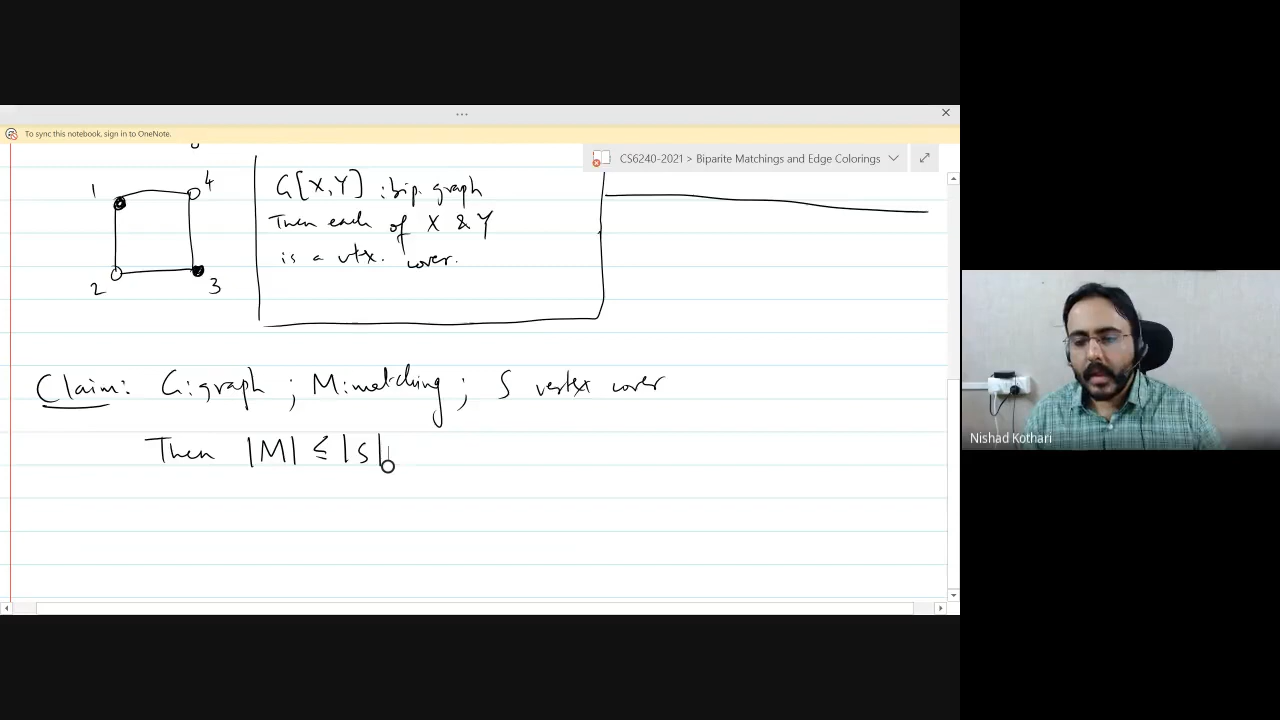 To sync this notebook, sign in to OneNote.
CS6240-2021 > Biparite Matchings and Edge Colorings
1 4
2 3
G[X,Y] : bip. graph
Then each of X & Y
is a vtx. cover.
Claim: G:graph ; M:matching ; S vertex cover
Then |M| ≤ |S|
Nishad Kothari